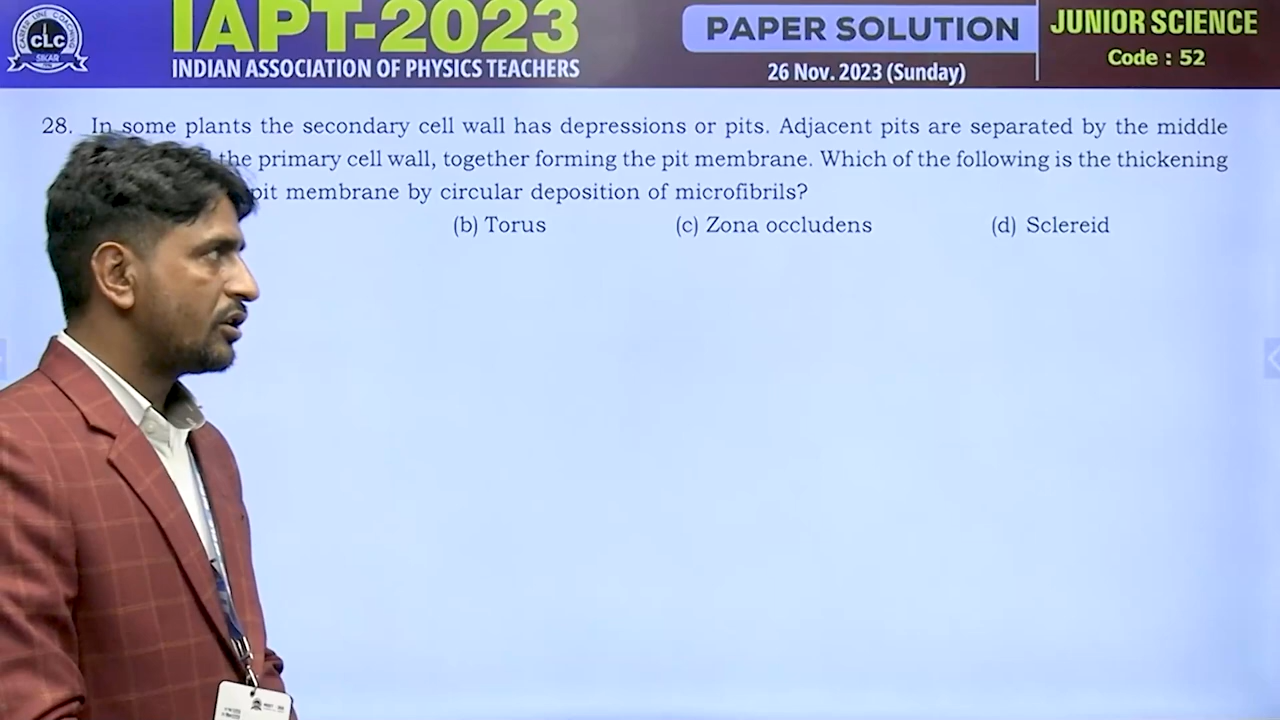 CLC
SIKAR
IAPT-2023
INDIAN ASSOCIATION OF PHYSICS TEACHERS
PAPER SOLUTION
26 Nov. 2023 (Sunday)
JUNIOR SCIENCE
Code : 52
28. In some plants the secondary cell wall has depressions or pits. Adjacent pits are separated by the middle
the primary cell wall, together forming the pit membrane. Which of the following is the thickening
pit membrane by circular deposition of microfibrils?
(b) Torus (c) Zona occludens (d) Sclereid